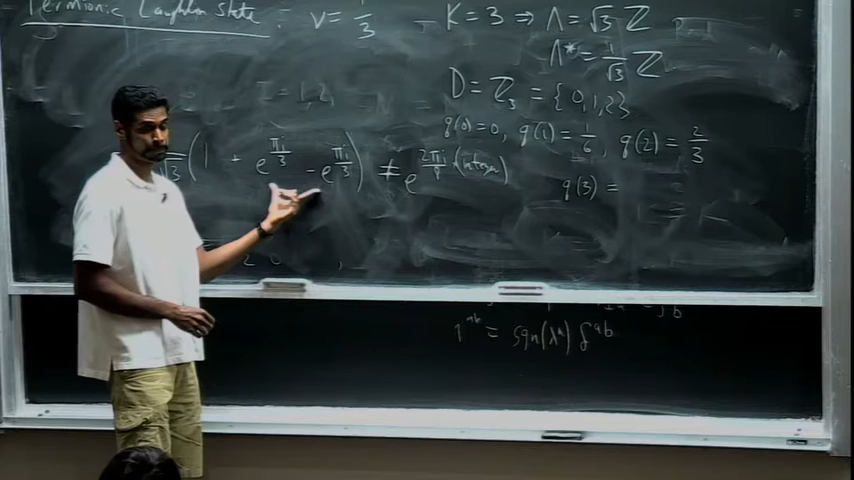 Fermionic Laughlin state : ν = 1/3 K = 3 ⇒ Λ = √3 ℤ
Λ* = 1/√3 ℤ
D = ℤ₃ = {0,1,2}
q(0) = 0, q(1) = 1/6 q(2) = 2/3
(1 + e^{πi/3} - e^{πi/3}) ≠ e^{2πi/8 (integer)}
q(3) =
η^{ab} = sgn(λ^a) δ^{ab}